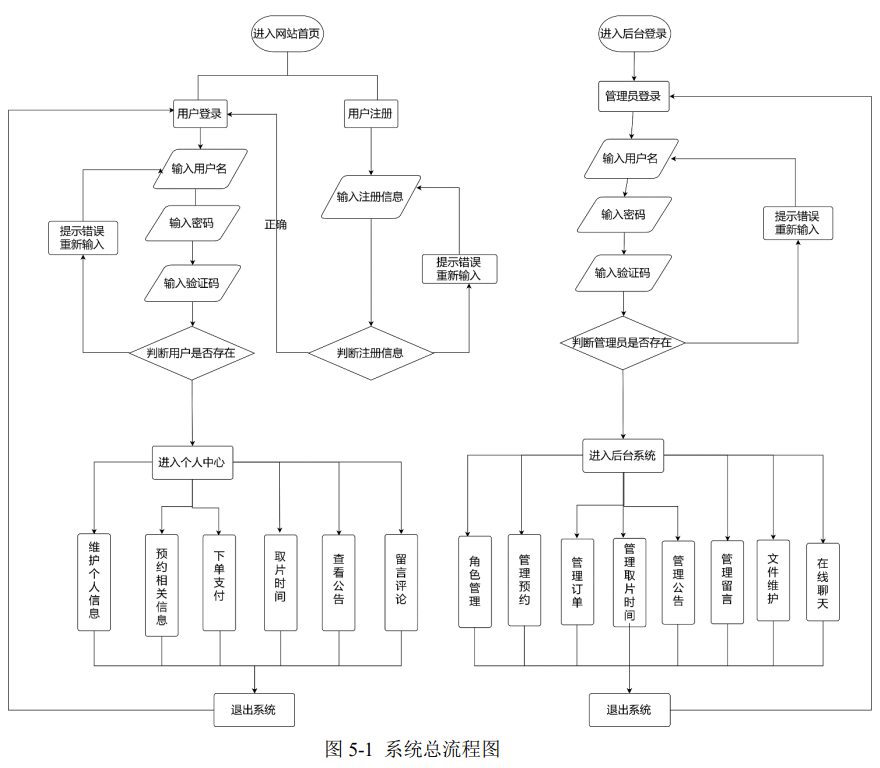 进入网站首页
用户登录
用户注册
输入用户名
输入注册信息
提示错误
重新输入
输入密码
正确
输入验证码
提示错误
重新输入
判断用户是否存在
判断注册信息
进入个人中心
维护个人信息
预约相关信息
下单支付
取片时间
查看公告
留言评论
退出系统
进入后台登录
管理员登录
输入用户名
输入密码
提示错误
重新输入
输入验证码
判断管理员是否存在
进入后台系统
角色管理
管理预约
管理订单
管理取片时间
管理公告
管理留言
文件维护
在线聊天
退出系统
图 5-1 系统总流程图